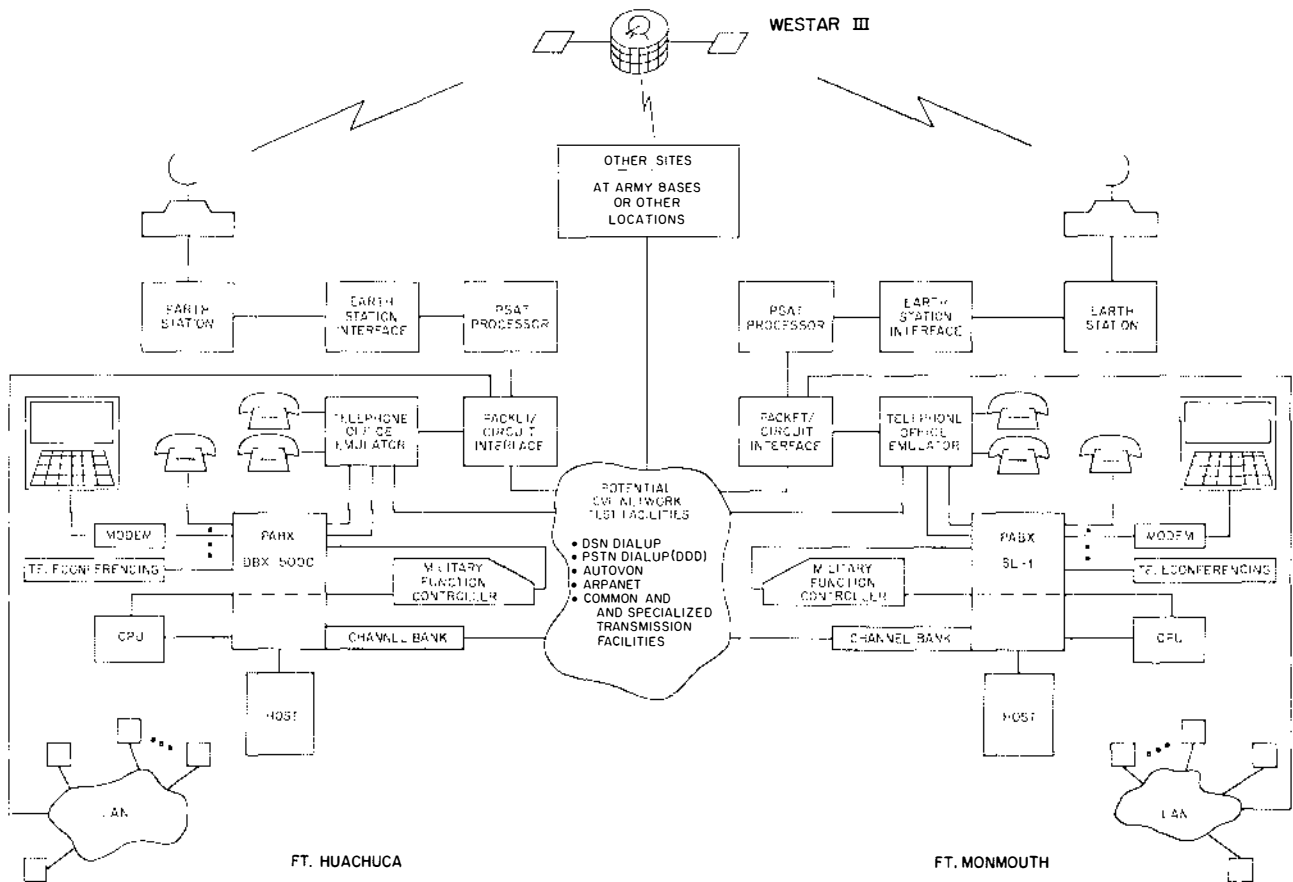 WESTAR III
OTHER SITES
AT ARMY BASES
OR OTHER
LOCATIONS
EARTH
STATION
EARTH
STATION
INTERFACE
PSAT
PROCESSOR
PSAT
PROCESSOR
EARTH
STATION
INTERFACE
EARTH
STATION
TELEPHONE
OFFICE
EMULATOR
PACKET/
CIRCUIT
INTERFACE
PACKET/
CIRCUIT
INTERFACE
TELEPHONE
OFFICE
EMULATOR
POTENTIAL
NETWORK
TEST FACILITIES
• DSN DIALUP
• PSTN DIALUP(DDD)
• AUTOVON
• ARPANET
• COMMON AND
AND SPECIALIZED
TRANSMISSION
FACILITIES
MODEM
TELECONFERENCING
PABX
DBX 5000
MILITARY
FUNCTION
CONTROLLER
CPU
CHANNEL BANK
HOST
LAN
MILITARY
FUNCTION
CONTROLLER
PABX
SL-1
MODEM
TELECONFERENCING
CHANNEL BANK
CPU
HOST
LAN
FT. HUACHUCA
FT. MONMOUTH